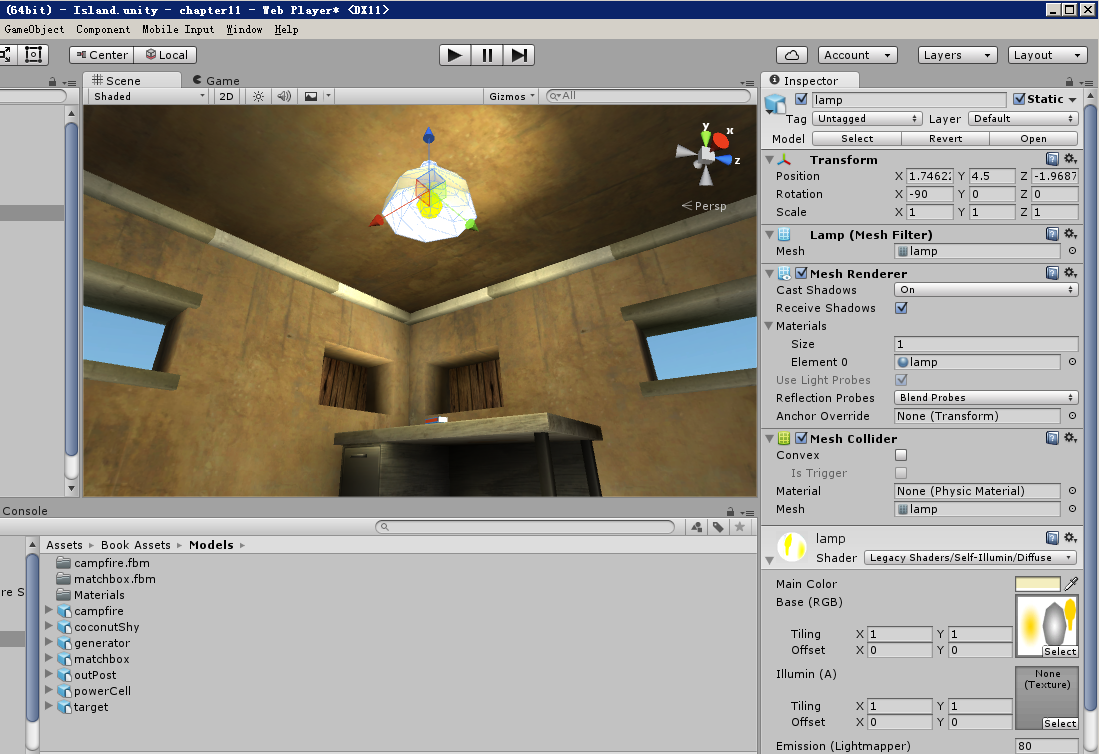 (64bit) - Island.unity - chapter11 - Web Player* <DX11>
GameObject Component Mobile Input Window Help
Center Local Account Layers Layout
Scene Game
Shaded 2D Gizmos All
y x z
Persp
Inspector
lamp Static
Tag Untagged Layer Default
Model Select Revert Open
Transform
Position X 1.74622 Y 4.5 Z -1.9687
Rotation X -90 Y 0 Z 0
Scale X 1 Y 1 Z 1
Lamp (Mesh Filter)
Mesh lamp
Mesh Renderer
Cast Shadows On
Receive Shadows
Materials
Size 1
Element 0 lamp
Use Light Probes
Reflection Probes Blend Probes
Anchor Override None (Transform)
Mesh Collider
Convex
Is Trigger
Material None (Physic Material)
Mesh lamp
lamp
Shader Legacy Shaders/Self-Illumin/Diffuse
Main Color
Base (RGB)
Tiling X 1 Y 1
Offset X 0 Y 0
Select
Illumin (A)
None
(Texture)
Tiling X 1 Y 1
Offset X 0 Y 0
Select
Emission (Lightmapper) 80
Console
Assets Book Assets Models
campfire.fbm
matchbox.fbm
Materials
campfire
coconutShy
generator
matchbox
outPost
powerCell
target
re S